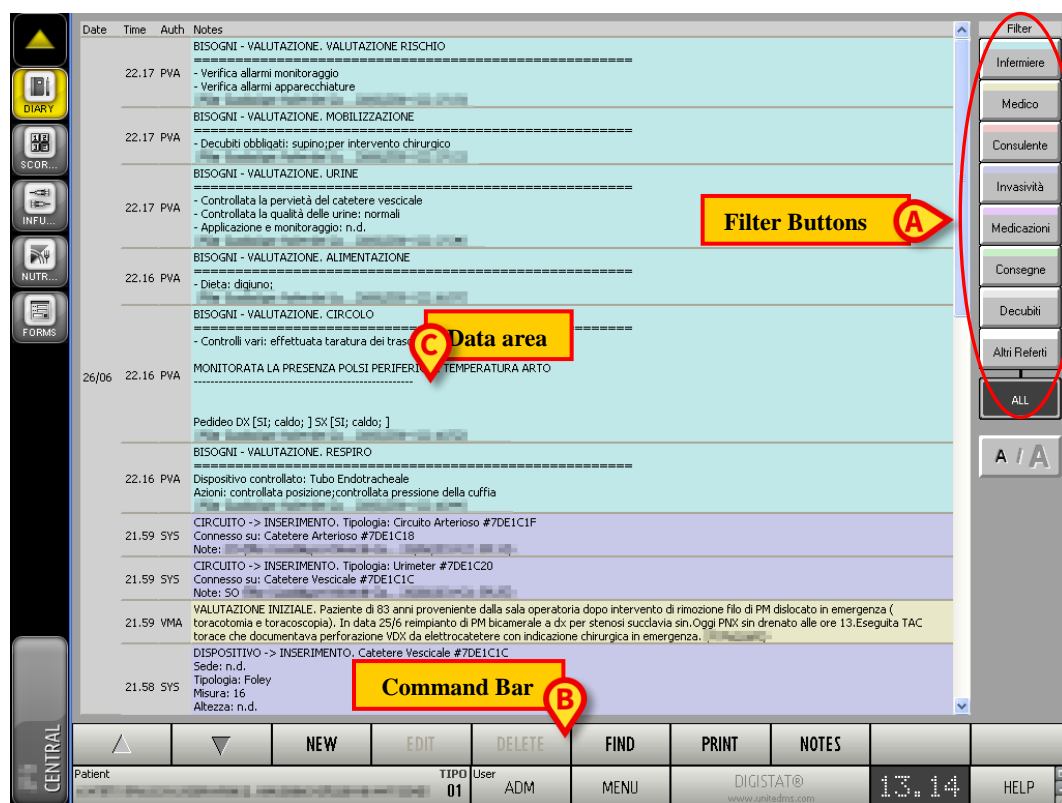 Date Time Auth Notes
Filter
BISOGNI - VALUTAZIONE. VALUTAZIONE RISCHIO
=====================================================
22.17 PVA
- Verifica allarmi monitoraggio
- Verifica allarmi apparecchiature
BISOGNI - VALUTAZIONE. MOBILIZZAZIONE
=====================================================
22.17 PVA
- Decubiti obbligati: supino;per intervento chirurgico
BISOGNI - VALUTAZIONE. URINE
=====================================================
- Controllata la pervietà del catetere vescicale
22.17 PVA
- Controllata la qualità delle urine: normali
- Applicazione e monitoraggio: n.d.
BISOGNI - VALUTAZIONE. ALIMENTAZIONE
=====================================================
22.16 PVA
- Dieta: digiuno;
BISOGNI - VALUTAZIONE. CIRCOLO
=====================================================
- Controlli vari: effettuata taratura dei tras
26/06 22.16 PVA
MONITORATA LA PRESENZA POLSI PERIFERIC TEMPERATURA ARTO
-----------------------------------------------------
Pedideo DX [SI; caldo; ] SX [SI; caldo; ]
BISOGNI - VALUTAZIONE. RESPIRO
=====================================================
22.16 PVA
Dispositivo controllato: Tubo Endotracheale
Azioni: controllata posizione;controllata pressione della cuffia
CIRCUITO -> INSERIMENTO. Tipologia: Circuito Arterioso #7DE1C1F
21.59 SYS
Connesso su: Catetere Arterioso #7DE1C18
Note:
CIRCUITO -> INSERIMENTO. Tipologia: Urimeter #7DE1C20
21.59 SYS
Connesso su: Catetere Vescicale #7DE1C1C
Note: SO
VALUTAZIONE INIZIALE. Paziente di 83 anni proveniente dalla sala operatoria dopo intervento di rimozione filo di PM dislocato in emergenza (
21.59 VMA
toracotomia e toracoscopia). In data 25/6 reimpianto di PM bicamerale a dx per stenosi succlavia sin.Oggi PNX sin drenato alle ore 13.Eseguita TAC
torace che documentava perforazione VDX da elettrocatetere con indicazione chirurgica in emergenza.
DISPOSITIVO -> INSERIMENTO. Catetere Vescicale #7DE1C1C
Sede: n.d.
21.58 SYS
Tipologia: Foley
Misura: 16
Altezza: n.d.
Filter Buttons A
C Data area
Command Bar B
DIARY
SCOR...
INFU...
NUTR...
FORMS
CENTRAL
Infermiere
Medico
Consulente
Invasività
Medicazioni
Consegne
Decubiti
Altri Referti
ALL
A / A
NEW EDIT DELETE FIND PRINT NOTES
Patient TIPO 01
User ADM
MENU
DIGISTAT®
www.unitedms.com
13.14
HELP